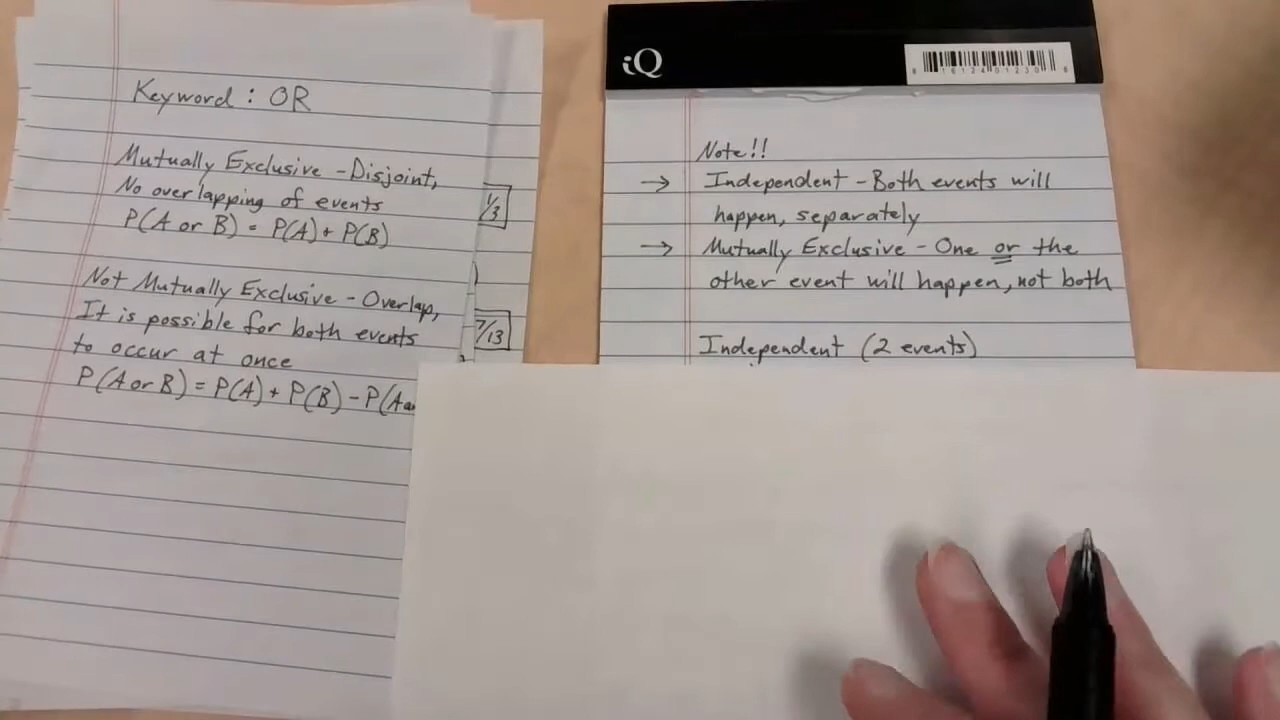 Keyword : OR
Mutually Exclusive - Disjoint,
No overlapping of events
P(A or B) = P(A) + P(B)
Not Mutually Exclusive - Overlap,
It is possible for both events
to occur at once
P(A or B) = P(A) + P(B) - P(A
1/3
7/13
iQ
Note!!
→ Independent - Both events will
happen, separately
→ Mutually Exclusive - One or the
other event will happen, not both
Independent (2 events)